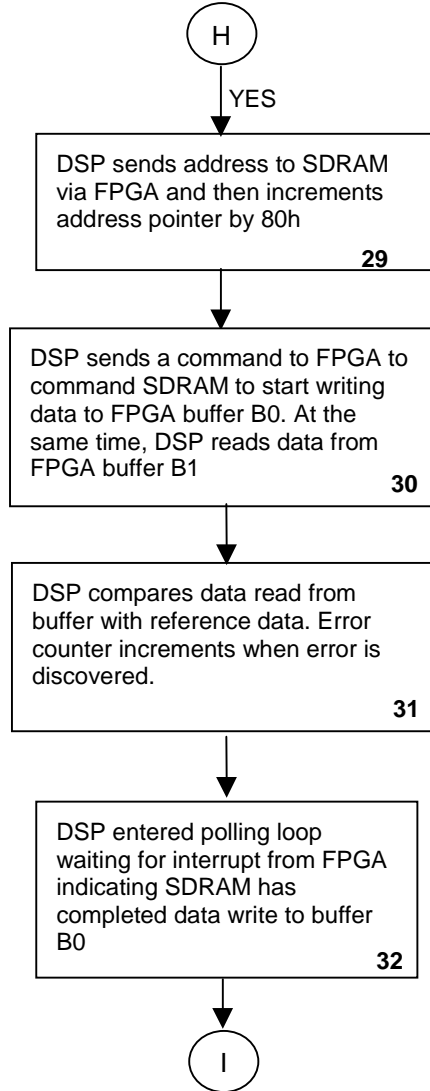 H
YES
DSP sends address to SDRAM
via FPGA and then increments
address pointer by 80h
29
DSP sends a command to FPGA to
command SDRAM to start writing
data to FPGA buffer B0. At the
same time, DSP reads data from
FPGA buffer B1
30
DSP compares data read from
buffer with reference data. Error
counter increments when error is
discovered.
31
DSP entered polling loop
waiting for interrupt from FPGA
indicating SDRAM has
completed data write to buffer
B0
32
I